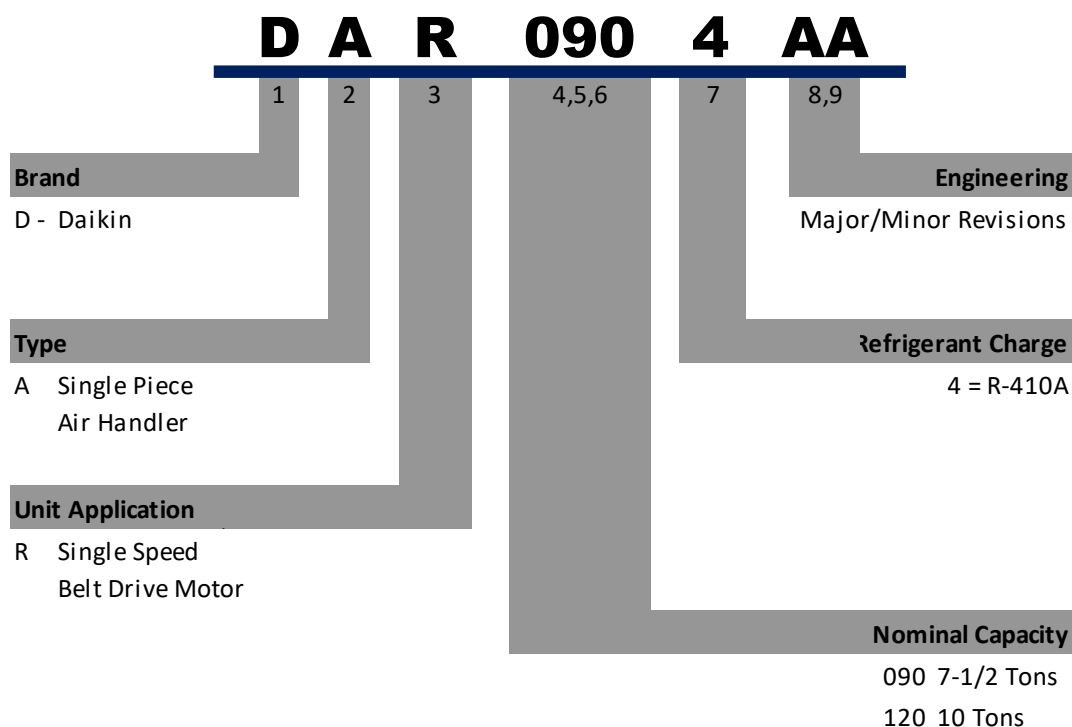 D A R 090 4 AA
1 2 3 4,5,6 7 8,9
Brand
D - Daikin
Engineering
Major/Minor Revisions
Type
A Single Piece
Air Handler
Refrigerant Charge
4 = R-410A
Unit Application
R Single Speed
Belt Drive Motor
Nominal Capacity
090 7-1/2 Tons
120 10 Tons